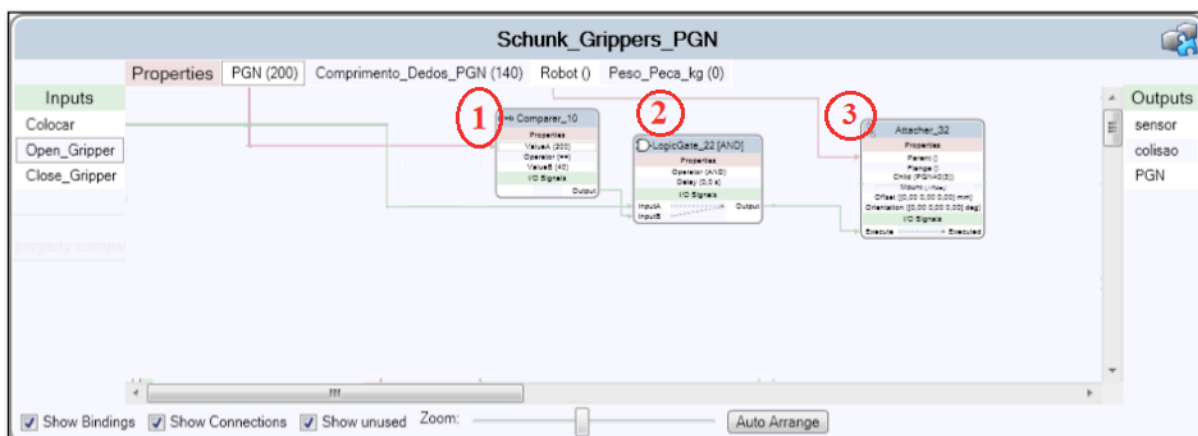 Schunk_Grippers_PGN
Properties PGN (200) Comprimento_Dedos_PGN (140) Robot () Peso_Peca_kg (0)
Inputs
Colocar
Open_Gripper
Close_Gripper
1
Comparer_10
Properties
ValueA (200)
Operator (==)
ValueB (40)
I/O Signals
Output
2
LogicGate_22 [AND]
Properties
Operator (AND)
Delay (0,0 s)
I/O Signals
InputA Output
InputB
3
Attacher_32
Properties
Parent ()
Flange ()
Child (PGN40(3))
Mount
Offset ([0,00 0,00 0,00] mm)
Orientation ([0,00 0,00 0,00] deg)
I/O Signals
Execute Executed
Outputs
sensor
colisao
PGN
Show Bindings Show Connections Show unused Zoom: Auto Arrange